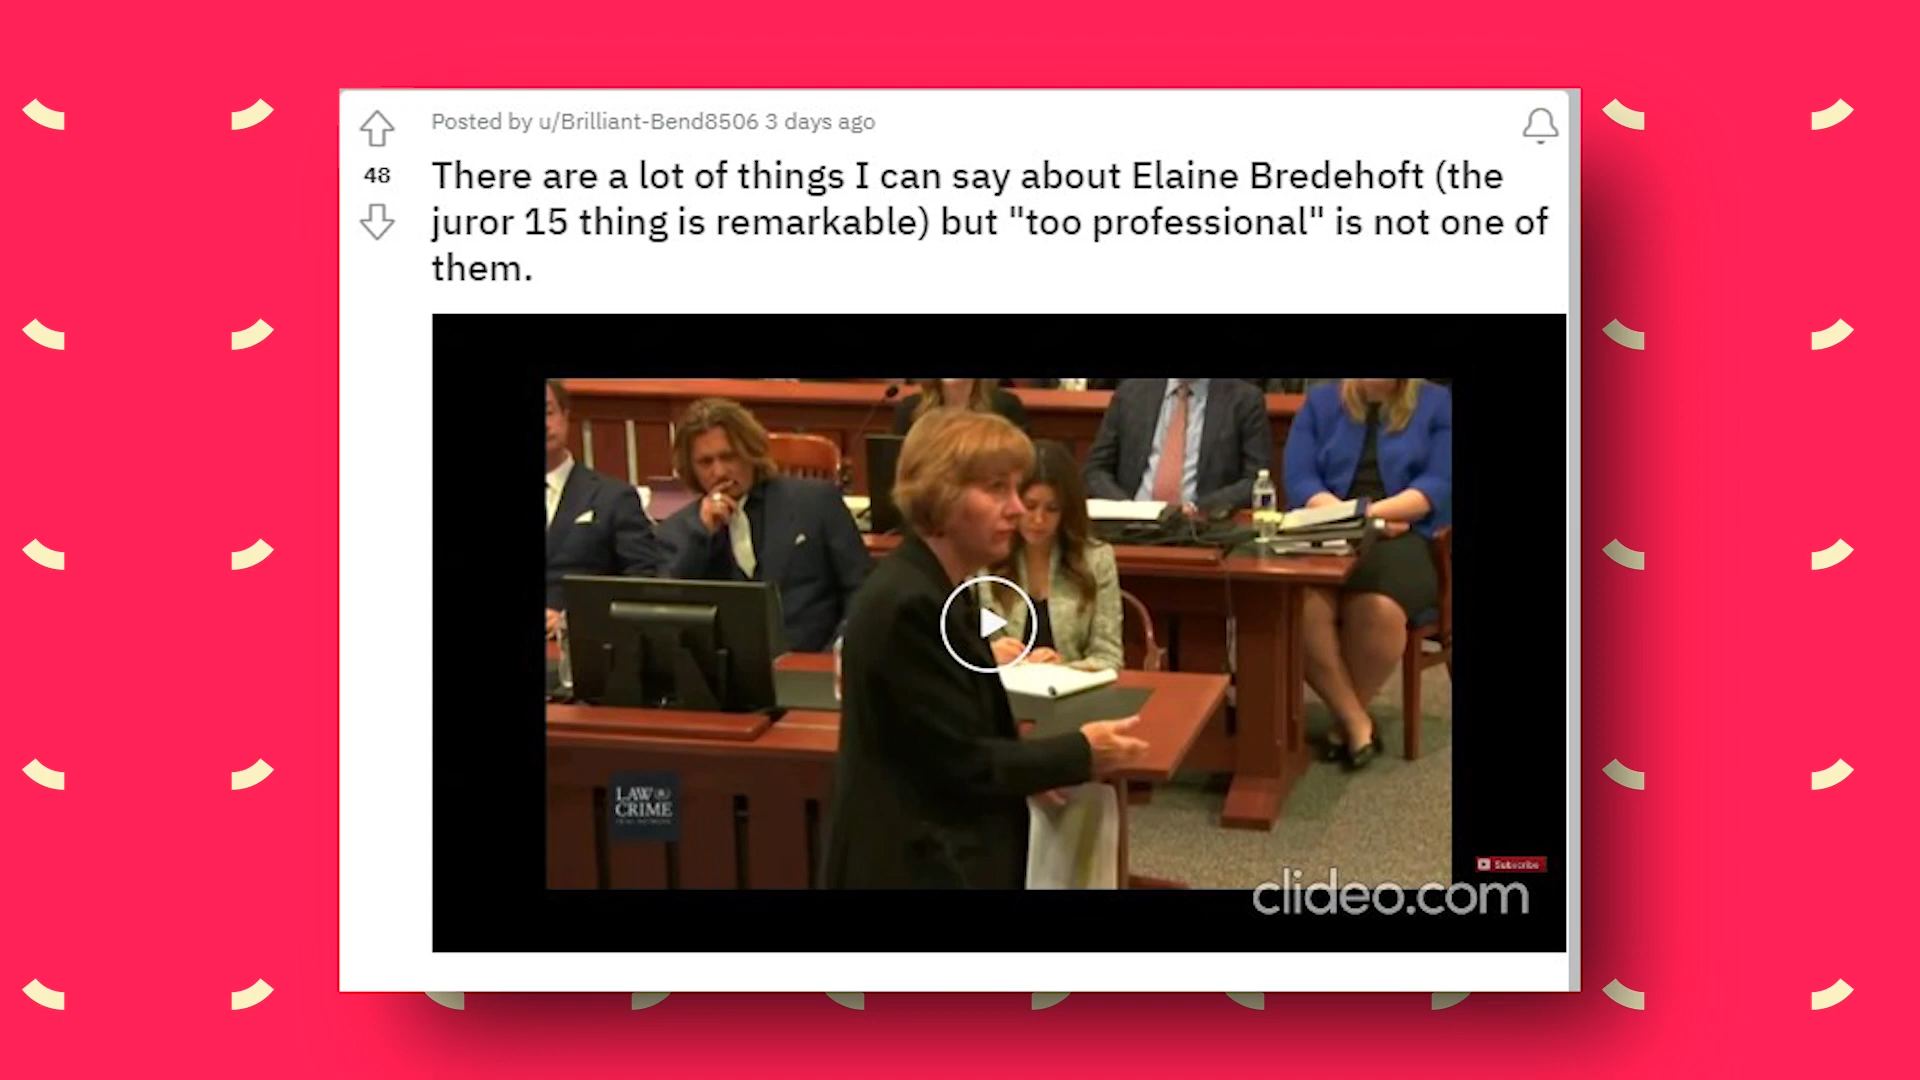 Posted by u/Brilliant-Bend8506 3 days ago
48
There are a lot of things I can say about Elaine Bredehoft (the
juror 15 thing is remarkable) but "too professional" is not one of
them.
LAW
CRIME
Subscribe
clideo.com